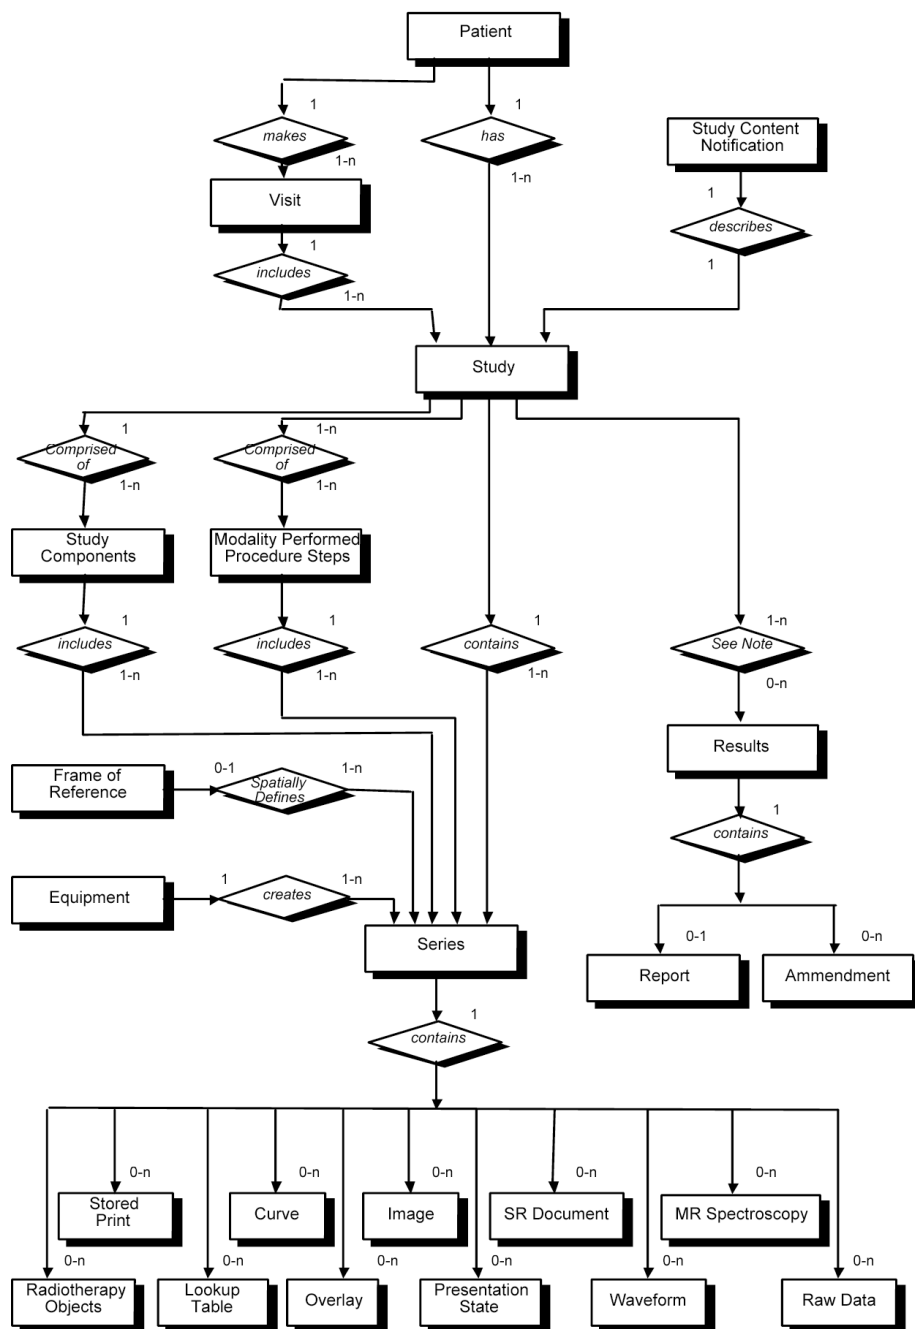 Patient
1
1
makes
has
Study Content
Notification
1-n
1-n
1
Visit
describes
1
1
includes
1-n
Study
1
1-n
Comprised
of
Comprised
of
1-n
1-n
Study
Components
Modality Performed
Procedure Steps
1
1
1
1-n
includes
includes
contains
See Note
1-n
1-n
1-n
0-n
Results
Frame of
Reference
0-1
Spatially
Defines
1-n
1
contains
Equipment
1
creates
1-n
Series
0-1
0-n
Report
Ammendment
1
contains
0-n
0-n
0-n
0-n
0-n
Stored
Print
Curve
Image
SR Document
MR Spectroscopy
0-n
0-n
0-n
0-n
0-n
0-n
Radiotherapy
Objects
Lookup
Table
Overlay
Presentation
State
Waveform
Raw Data